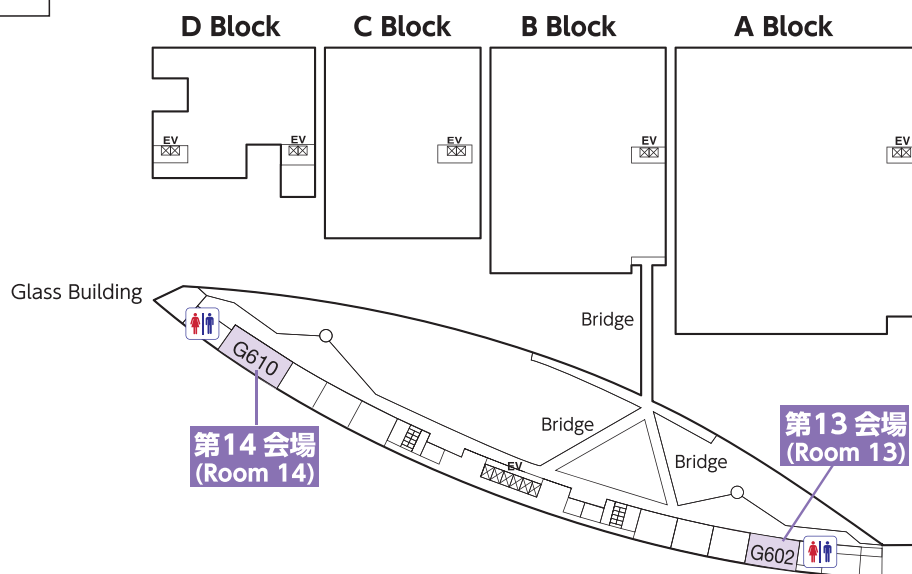 D Block
C Block
B Block
A Block
EV
EV
EV
EV
EV
Glass Building
Bridge
G610
Bridge
第13会場
(Room 13)
第14会場
(Room 14)
Bridge
EV
G602